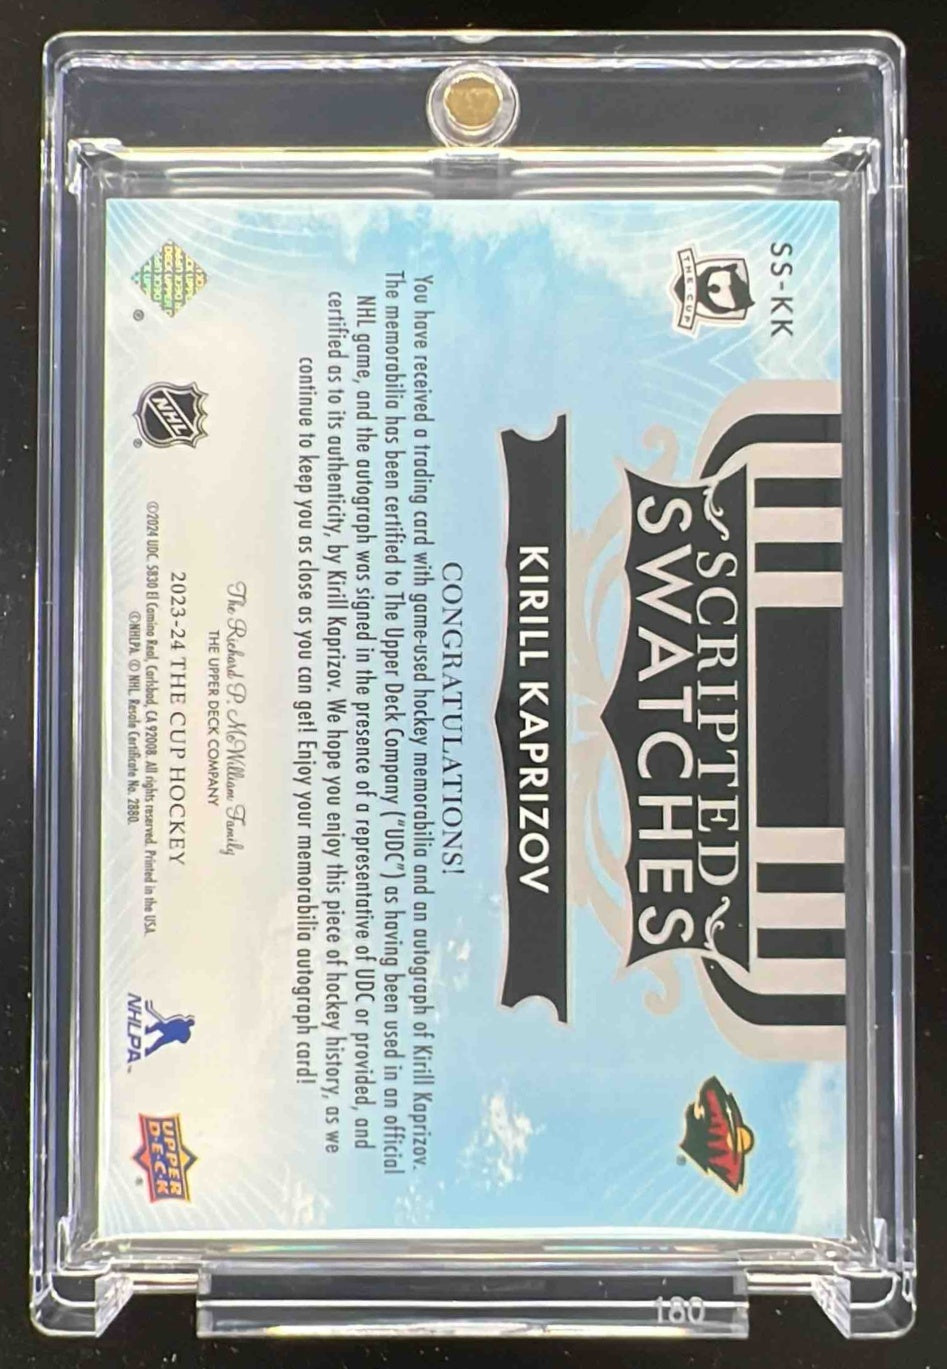 SS-KK
THE·CUP
SCRIPTED
SWATCHES
KIRILL KAPRIZOV
CONGRATULATIONS!
You have received a trading card with game-used hockey memorabilia and an autograph of Kirill Kaprizov.
The memorabilia has been certified to The Upper Deck Company ("UDC") as having been used in an official
NHL game, and the autograph was signed in the presence of a representative of UDC or provided, and
certified as to its authenticity, by Kirill Kaprizov. We hope you enjoy this piece of hockey history, as we
continue to keep you as close as you can get! Enjoy your memorabilia autograph card!
The Richard P. McWilliam Family
THE UPPER DECK COMPANY
2023-24 THE CUP HOCKEY
©2024 UDC. 5830 El Camino Real, Carlsbad, CA 92008. All rights reserved. Printed in the USA.
©NHLPA. © NHL. Resale Certificate No. 2880.
NHL
NHLPA
UPPER
DECK
180